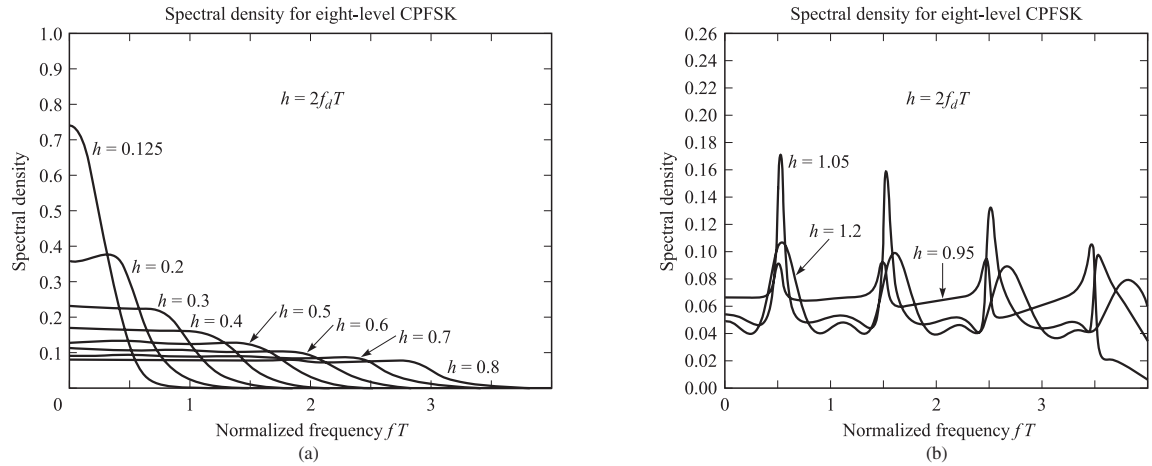 Spectral density for eight-level CPFSK
1.0
0.9
0.8
0.7
0.6
0.5
0.4
0.3
0.2
0.1
Spectral density
h = 2f_dT
h = 0.125
h = 0.2
h = 0.3
h = 0.4
h = 0.5
h = 0.6
h = 0.7
h = 0.8
0 1 2 3
Normalized frequency f T
(a)
Spectral density for eight-level CPFSK
0.26
0.24
0.22
0.20
0.18
0.16
0.14
0.12
0.10
0.08
0.06
0.04
0.02
0.00
Spectral density
h = 2f_dT
h = 1.05
h = 1.2
h = 0.95
0 1 2 3
Normalized frequency f T
(b)